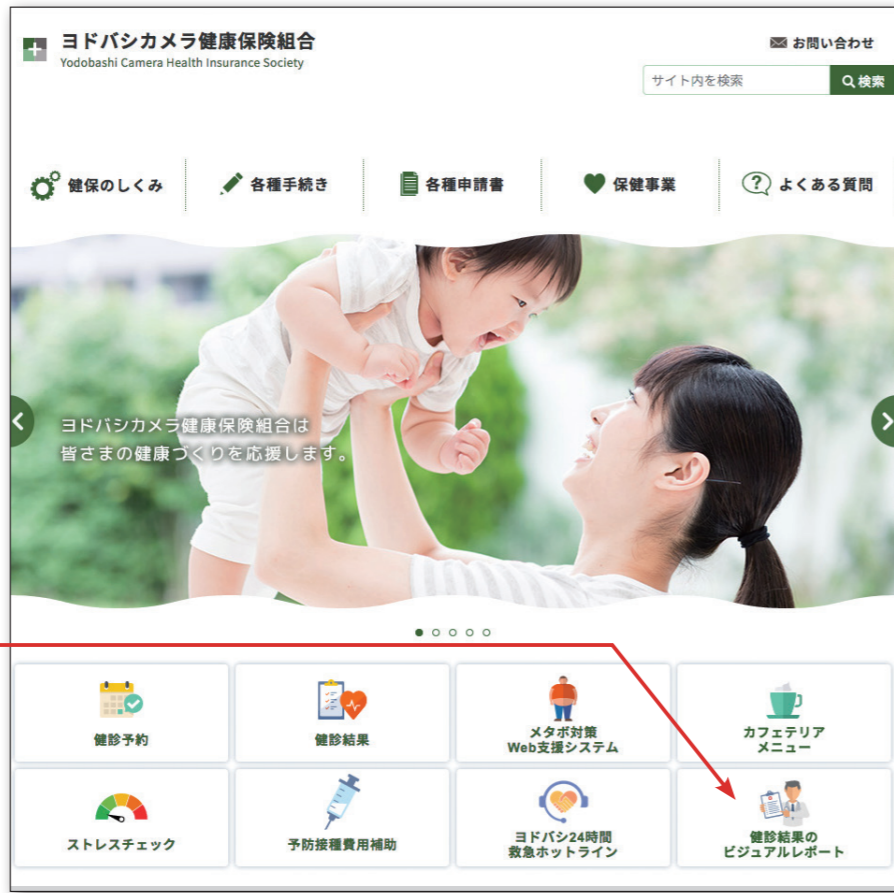 ヨドバシカメラ健康保険組合
Yodobashi Camera Health Insurance Society
お問い合わせ
サイト内を検索
検索
健保のしくみ
各種手続き
各種申請書
保健事業
? よくある質問
ヨドバシカメラ健康保険組合は
皆さまの健康づくりを応援します。
健診予約
健診結果
メタボ対策
Web支援システム
カフェテリア
メニュー
ストレスチェック
予防接種費用補助
ヨドバシ24時間
救急ホットライン
健診結果の
ビジュアルレポート